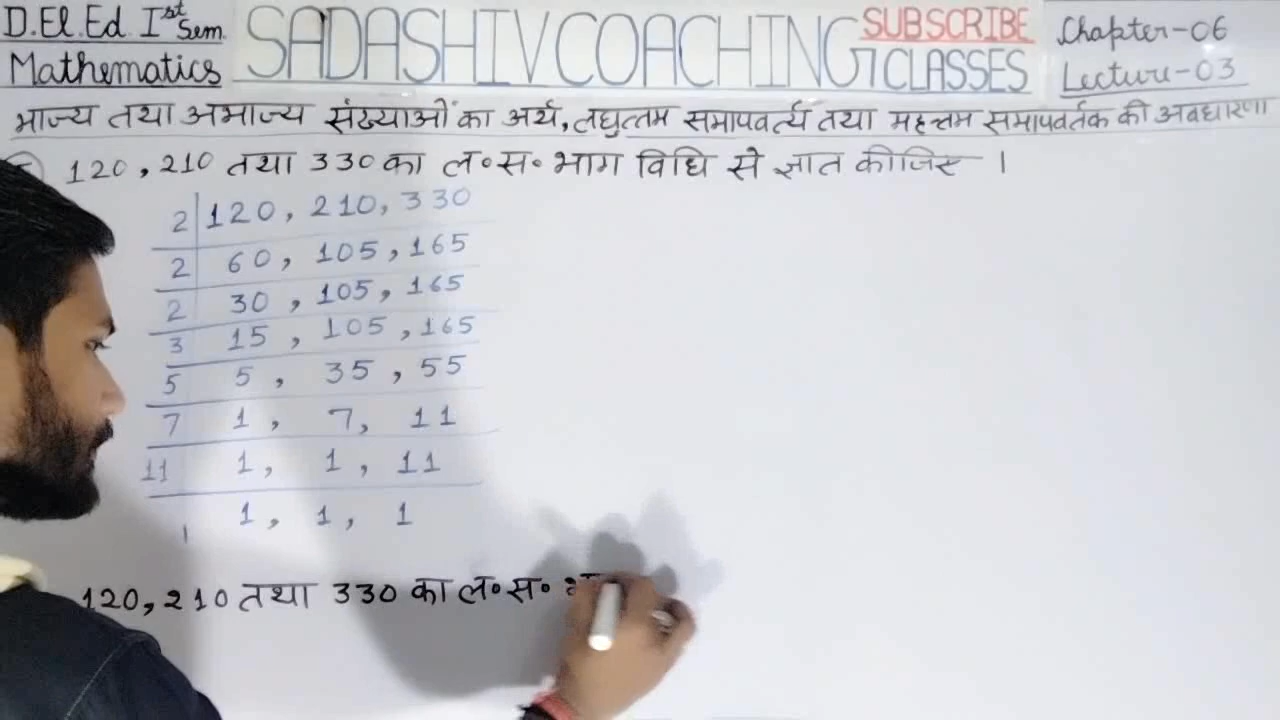 D.El.Ed. Ist Sem.
Mathematics
SADASHIV COACHING CLASSES
SUBSCRIBE
Chapter-06
Lecture-03
भाज्य तथा अभाज्य संख्याओं का अर्थ, लघुत्तम समापवर्त्य तथा महत्तम समापवर्तक की अवधारणा
120, 210 तथा 330 का ल॰स॰ भाग विधि से ज्ञात कीजिए ।
2 | 120, 210, 330
2 | 60, 105, 165
2 | 30, 105, 165
3 | 15, 105, 165
5 | 5, 35, 55
7 | 1, 7, 11
11 | 1, 1, 11
1, 1, 1
120, 210 तथा 330 का ल॰स॰